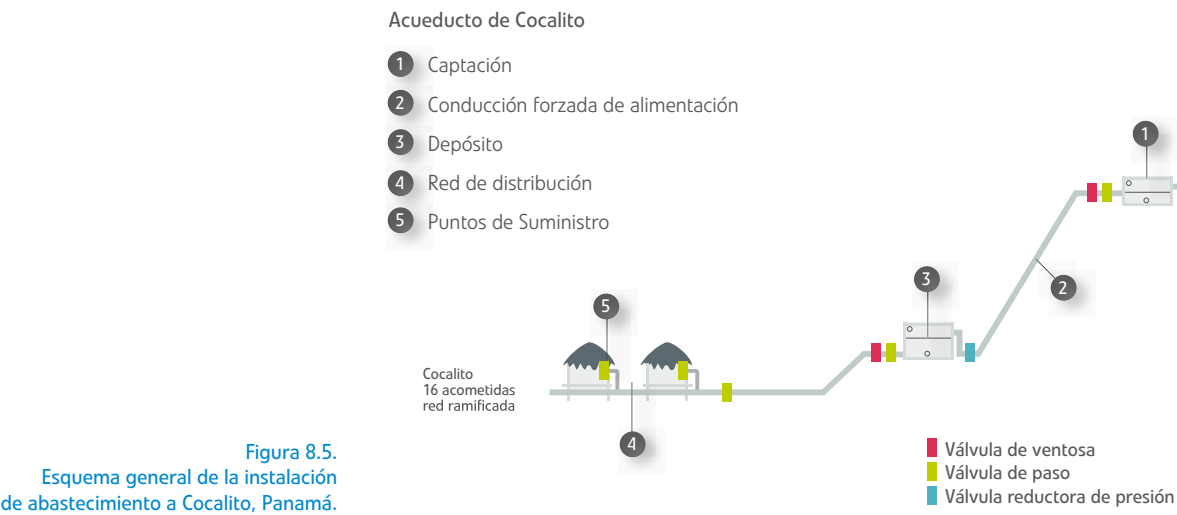 Acueducto de Cocalito
1 Captación
2 Conducción forzada de alimentación
3 Depósito
4 Red de distribución
5 Puntos de Suministro
1
2
3
5
Cocalito
16 acometidas
red ramificada
4
Válvula de ventosa
Válvula de paso
Válvula reductora de presión
Figura 8.5.
Esquema general de la instalación
de abastecimiento a Cocalito, Panamá.